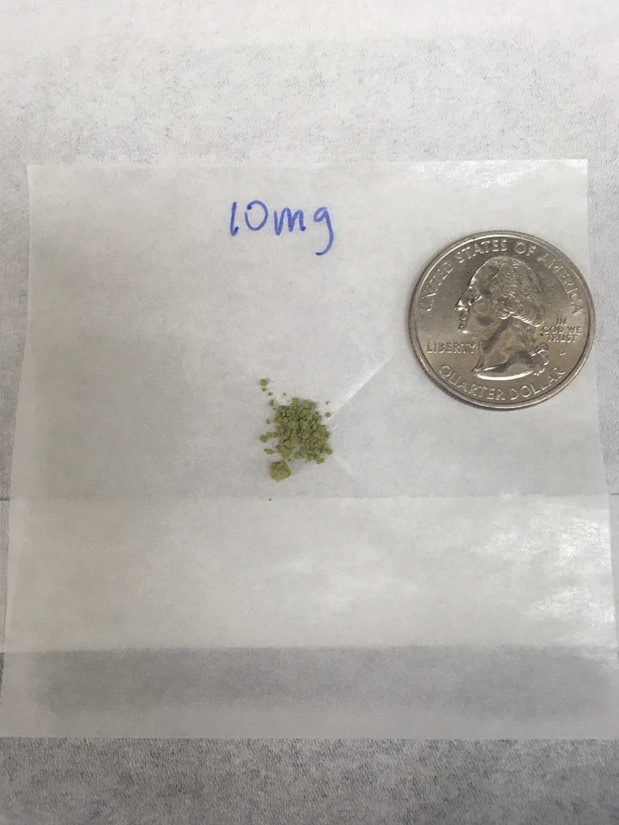 10mg
UNITED STATES OF AMERICA
LIBERTY
IN
GOD WE
TRUST
D
QUARTER DOLLAR